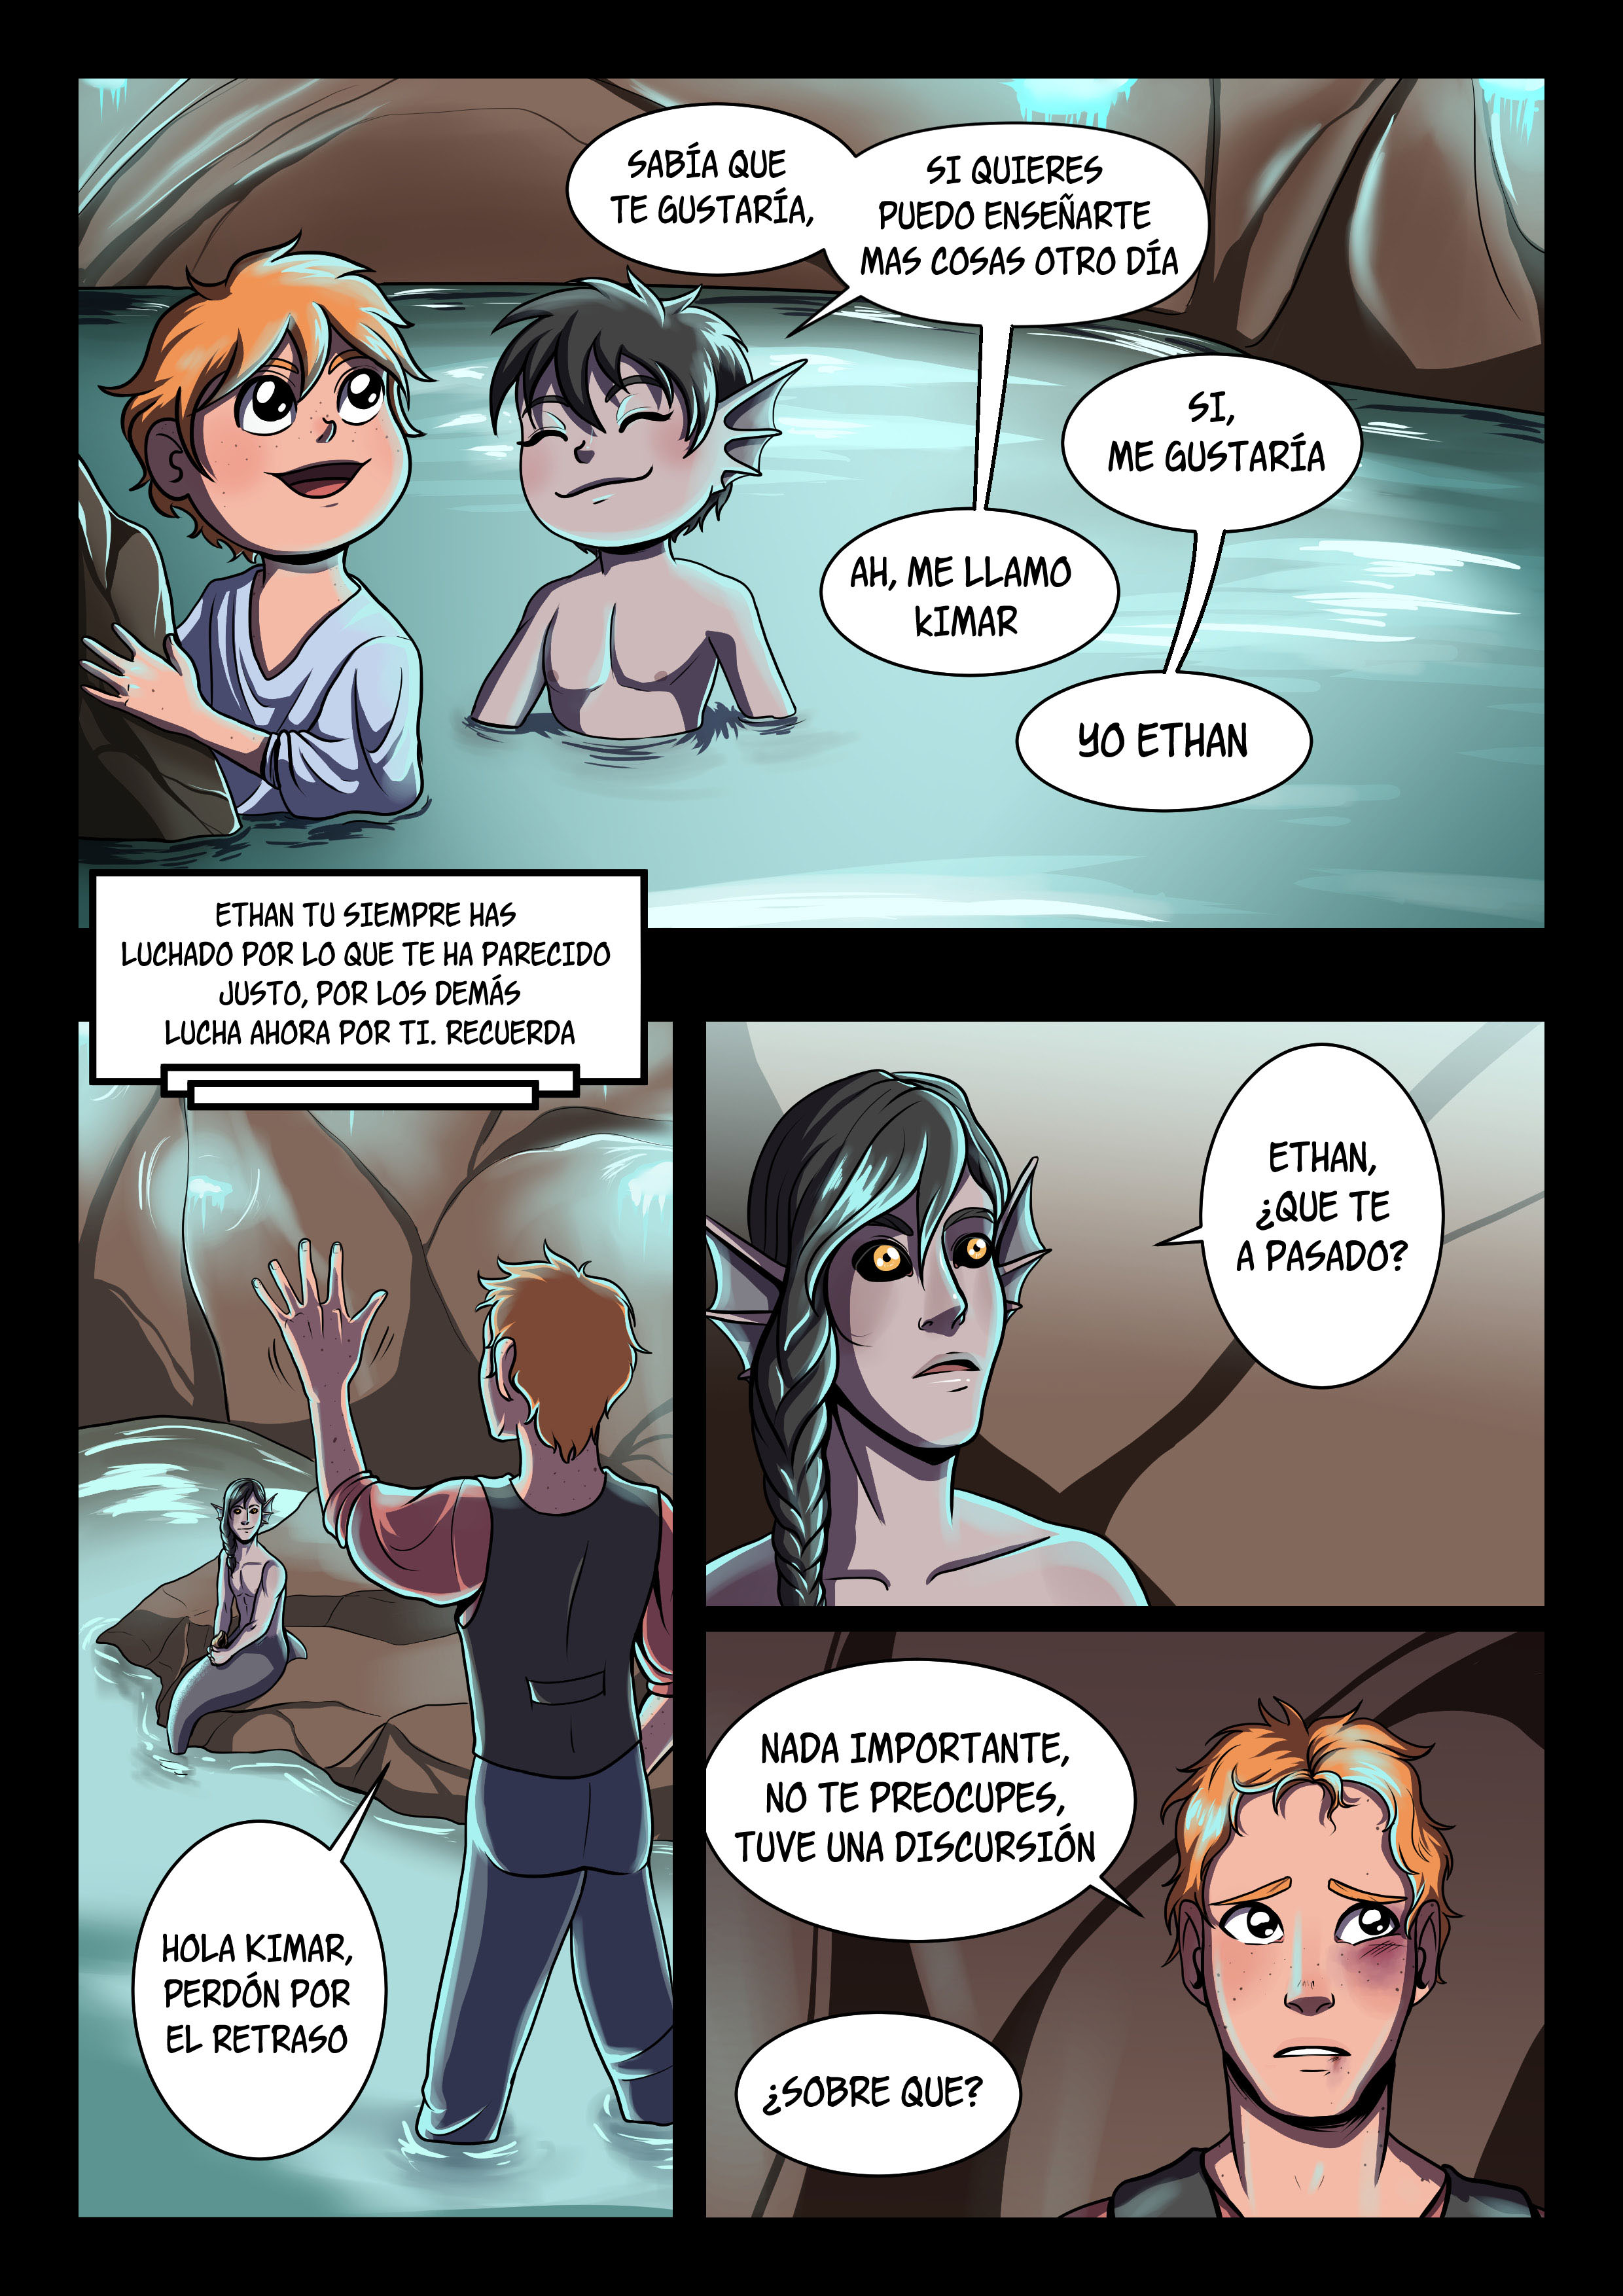 SABÍA QUE
TE GUSTARÍA,
SI QUIERES
PUEDO ENSEÑARTE
MAS COSAS OTRO DÍA
SI,
ME GUSTARÍA
AH, ME LLAMO
KIMAR
YO ETHAN
ETHAN TU SIEMPRE HAS
LUCHADO POR LO QUE TE HA PARECIDO
JUSTO, POR LOS DEMÁS
LUCHA AHORA POR TI. RECUERDA
HOLA KIMAR,
PERDÓN POR
EL RETRASO
ETHAN,
¿QUE TE
A PASADO?
NADA IMPORTANTE,
NO TE PREOCUPES,
TUVE UNA DISCURSIÓN
¿SOBRE QUE?